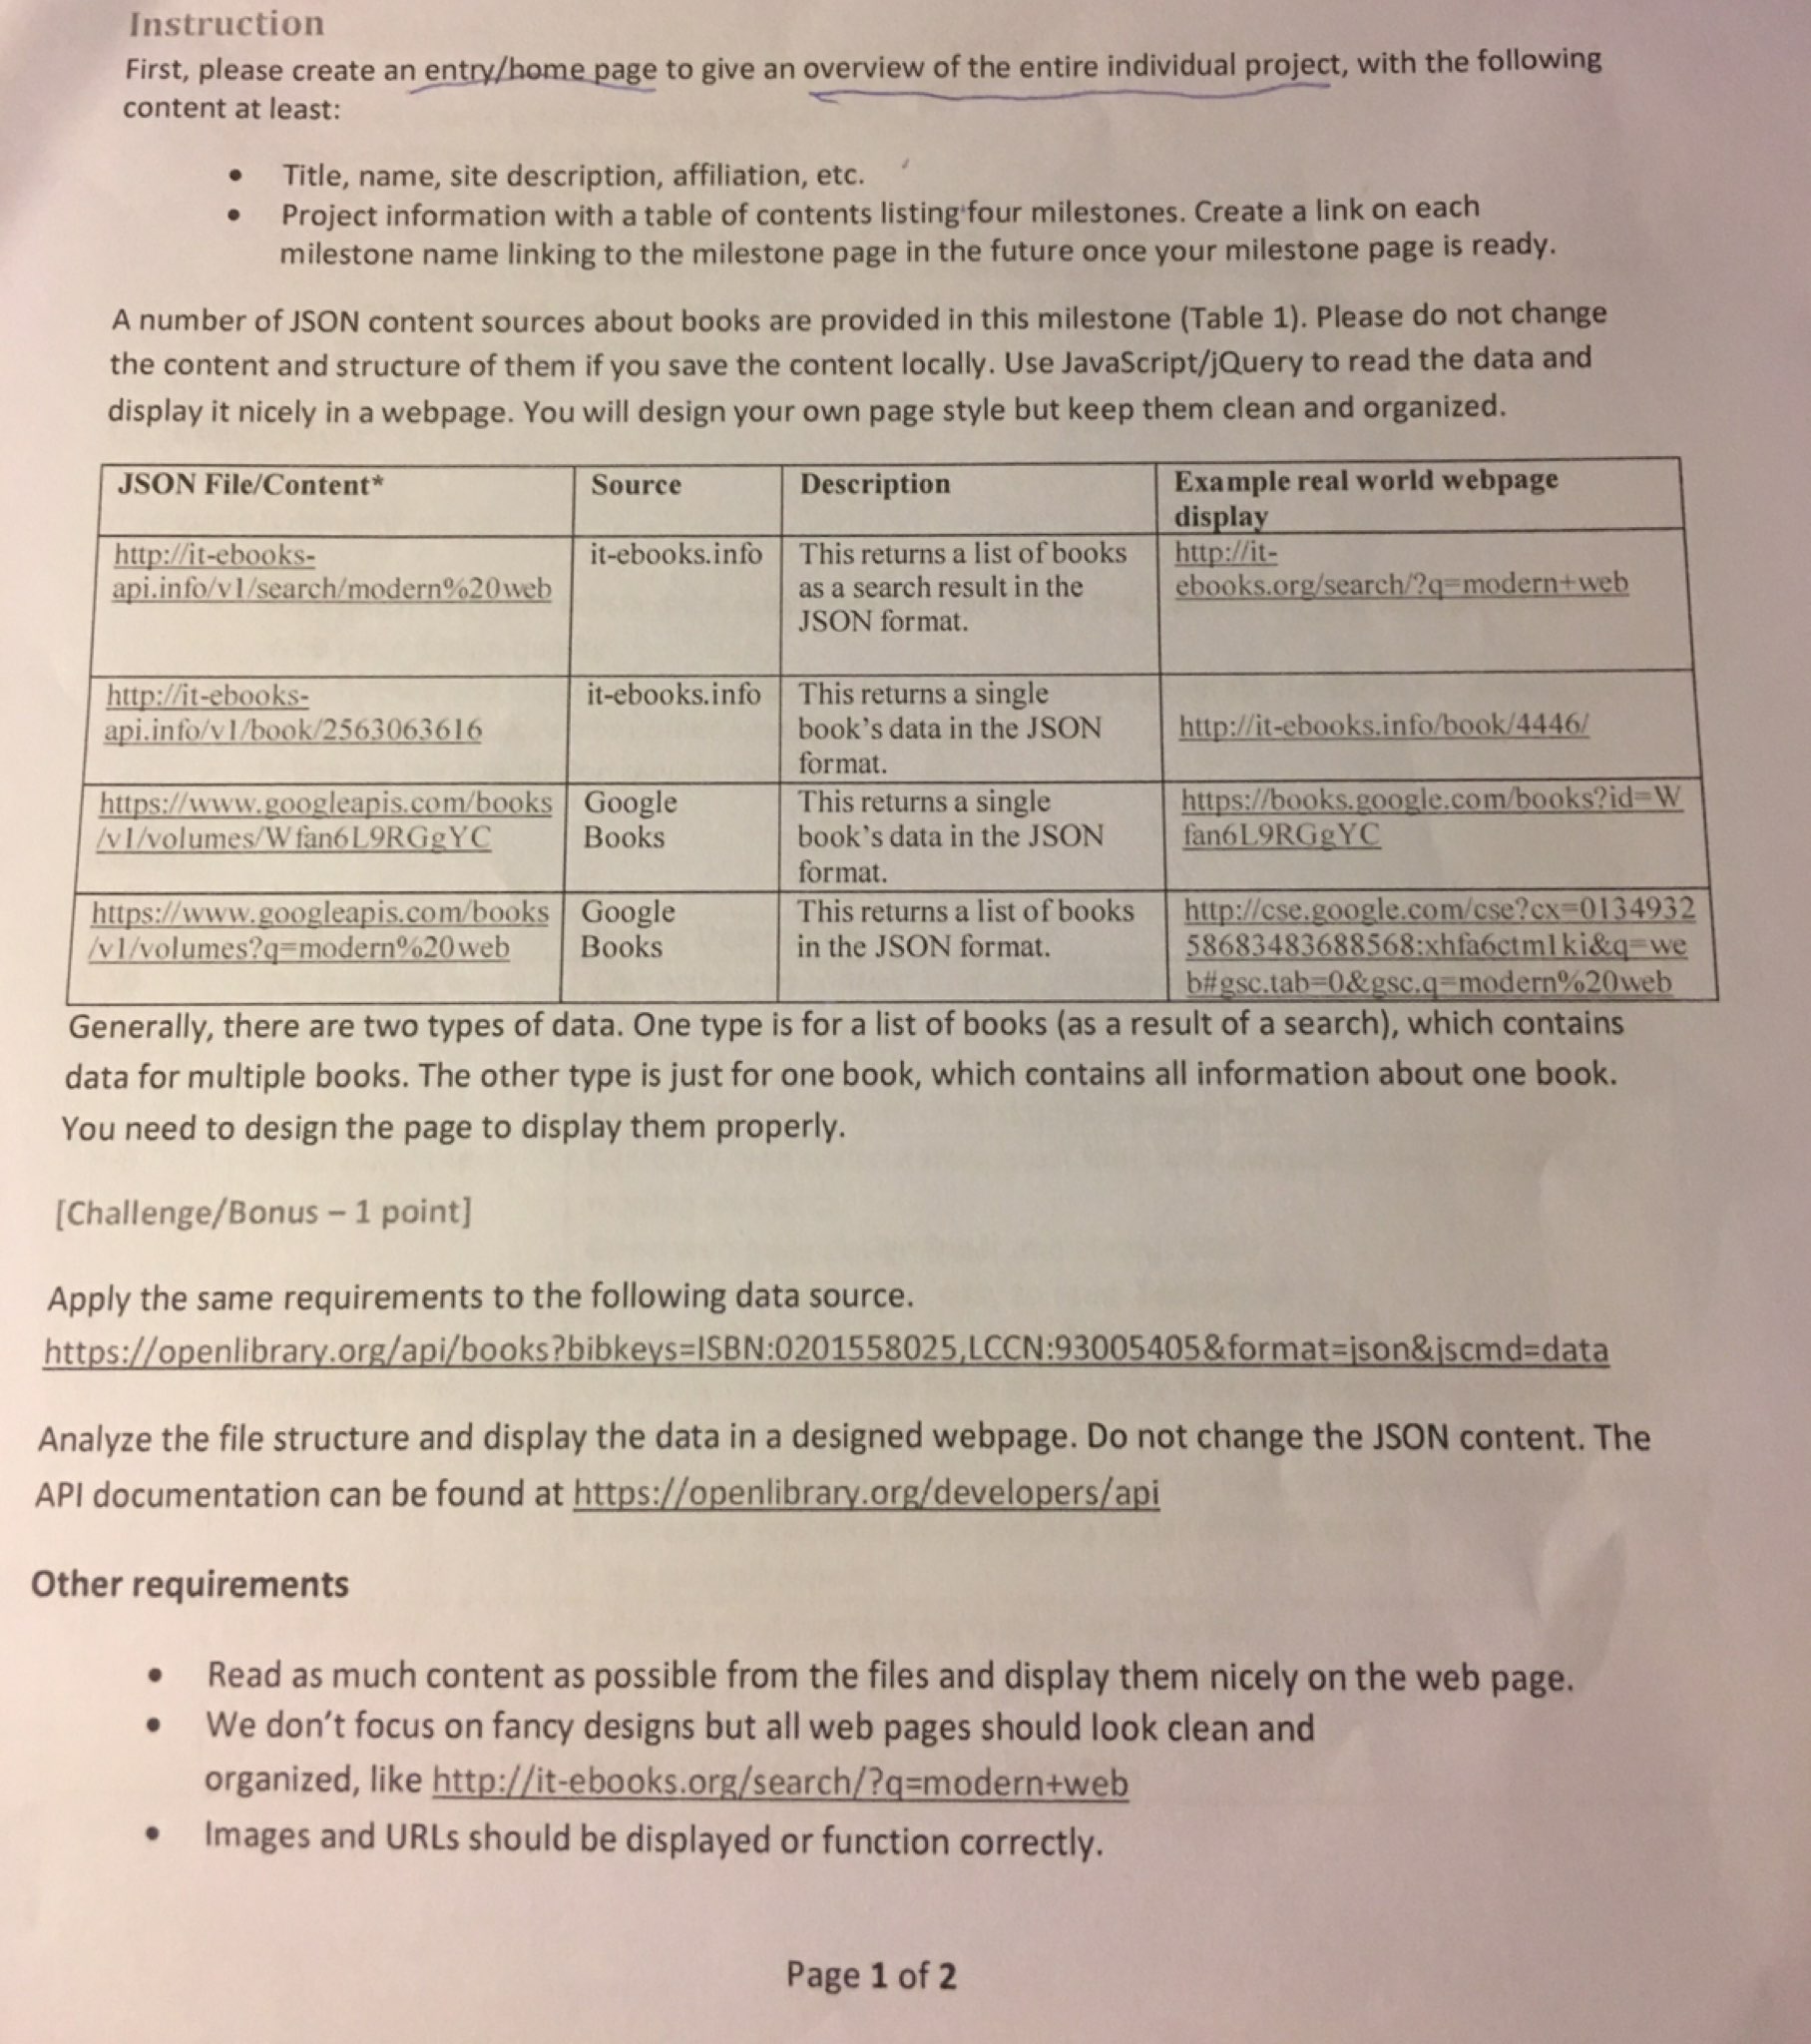 Instruction
First, please create an entry/home page to give an overview of the entire individual project, with the following
content at least:
• Title, name, site description, affiliation, etc.
• Project information with a table of contents listing four milestones. Create a link on each
milestone name linking to the milestone page in the future once your milestone page is ready.
A number of JSON content sources about books are provided in this milestone (Table 1). Please do not change
the content and structure of them if you save the content locally. Use JavaScript/jQuery to read the data and
display it nicely in a webpage. You will design your own page style but keep them clean and organized.
JSON File/Content*
Source
Description
Example real world webpage
display
http://it-ebooks-
api.info/v1/search/modern%20web
it-ebooks.info
This returns a list of books
as a search result in the
JSON format.
http://it-
ebooks.org/search/?q=modern+web
http://it-ebooks-
api.info/v1/book/2563063616
it-ebooks.info
This returns a single
book's data in the JSON
format.
http://it-ebooks.info/book/4446/
https://www.googleapis.com/books
/v1/volumes/Wfan6L9RGgYC
Google
Books
This returns a single
book's data in the JSON
format.
https://books.google.com/books?id=W
fan6L9RGgYC
https://www.googleapis.com/books
/v1/volumes?q=modern%20web
Google
Books
This returns a list of books
in the JSON format.
http://cse.google.com/cse?cx=0134932
58683483688568:xhfa6ctm1ki&q=we
b#gsc.tab=0&gsc.q=modern%20web
Generally, there are two types of data. One type is for a list of books (as a result of a search), which contains
data for multiple books. The other type is just for one book, which contains all information about one book.
You need to design the page to display them properly.
[Challenge/Bonus – 1 point]
Apply the same requirements to the following data source.
https://openlibrary.org/api/books?bibkeys=ISBN:0201558025,LCCN:93005405&format=json&jscmd=data
Analyze the file structure and display the data in a designed webpage. Do not change the JSON content. The
API documentation can be found at https://openlibrary.org/developers/api
Other requirements
• Read as much content as possible from the files and display them nicely on the web page.
• We don't focus on fancy designs but all web pages should look clean and
organized, like http://it-ebooks.org/search/?q=modern+web
• Images and URLs should be displayed or function correctly.
Page 1 of 2